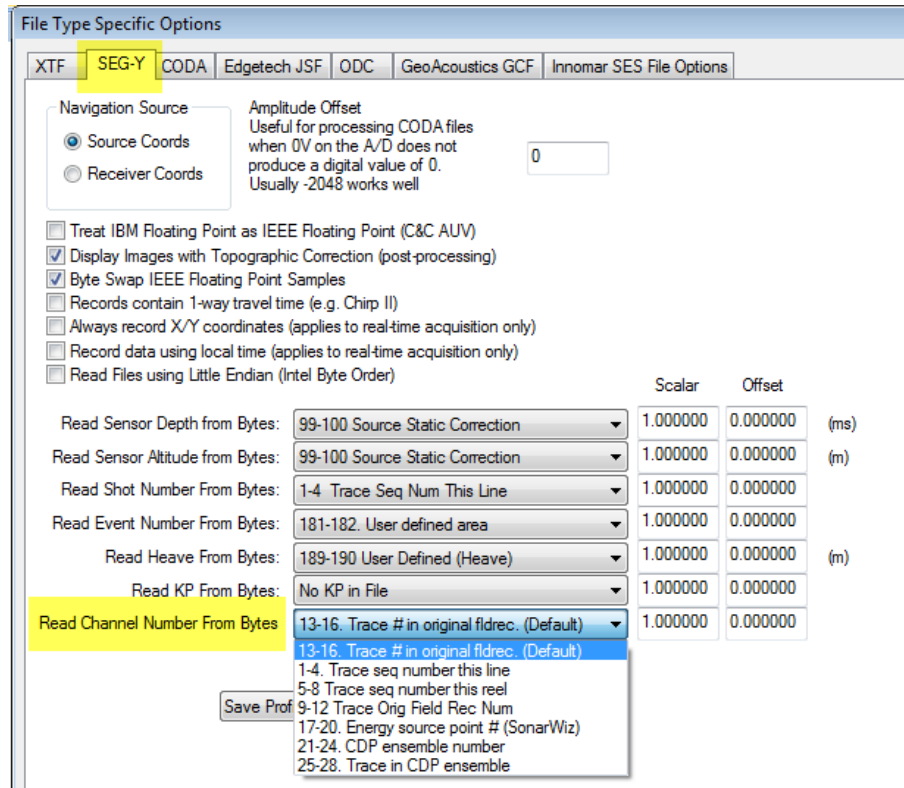 File Type Specific Options
XTF SEG-Y CODA Edgetech JSF ODC GeoAcoustics GCF Innomar SES File Options
Navigation Source
Source Coords
Receiver Coords
Amplitude Offset
Useful for processing CODA files
when 0V on the A/D does not
produce a digital value of 0.
Usually -2048 works well
0
Treat IBM Floating Point as IEEE Floating Point (C&C AUV)
Display Images with Topographic Correction (post-processing)
Byte Swap IEEE Floating Point Samples
Records contain 1-way travel time (e.g. Chirp II)
Always record X/Y coordinates (applies to real-time acquisition only)
Record data using local time (applies to real-time acquisition only)
Read Files using Little Endian (Intel Byte Order)
Scalar Offset
Read Sensor Depth from Bytes: 99-100 Source Static Correction 1.000000 0.000000 (ms)
Read Sensor Altitude from Bytes: 99-100 Source Static Correction 1.000000 0.000000 (m)
Read Shot Number From Bytes: 1-4 Trace Seq Num This Line 1.000000 0.000000
Read Event Number From Bytes: 181-182. User defined area 1.000000 0.000000
Read Heave From Bytes: 189-190 User Defined (Heave) 1.000000 0.000000 (m)
Read KP From Bytes: No KP in File 1.000000 0.000000
Read Channel Number From Bytes 13-16. Trace # in original fldrec. (Default) 1.000000 0.000000
13-16. Trace # in original fldrec. (Default)
1-4. Trace seq number this line
5-8 Trace seq number this reel
Save Prof 9-12 Trace Orig Field Rec Num
17-20. Energy source point # (SonarWiz)
21-24. CDP ensemble number
25-28. Trace in CDP ensemble